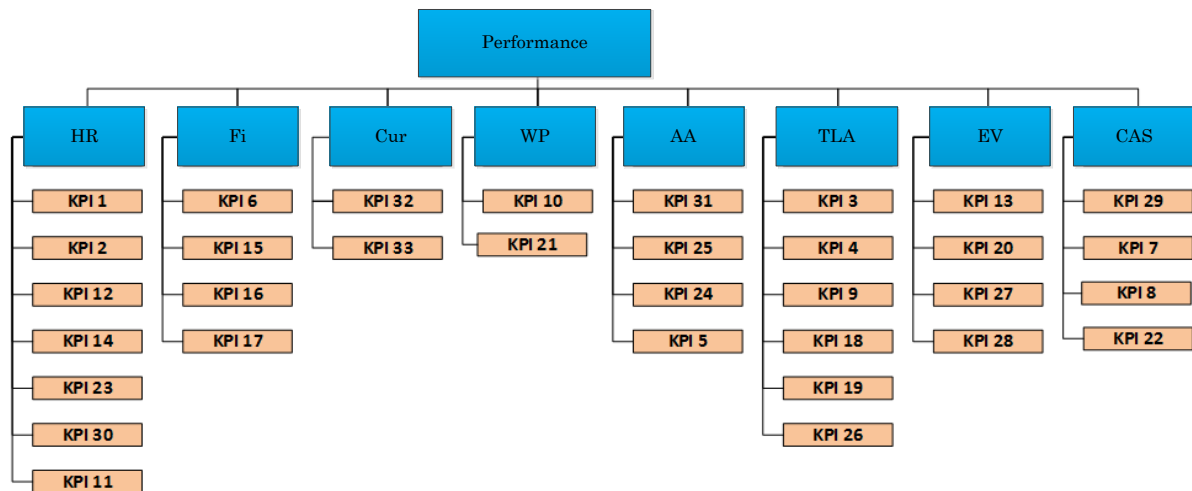 Performance
HR
Fi
Cur
WP
AA
TLA
EV
CAS
KPI 1
KPI 6
KPI 32
KPI 10
KPI 31
KPI 3
KPI 13
KPI 29
KPI 2
KPI 15
KPI 33
KPI 21
KPI 25
KPI 4
KPI 20
KPI 7
KPI 12
KPI 16
KPI 24
KPI 9
KPI 27
KPI 8
KPI 14
KPI 17
KPI 5
KPI 18
KPI 28
KPI 22
KPI 23
KPI 19
KPI 30
KPI 26
KPI 11